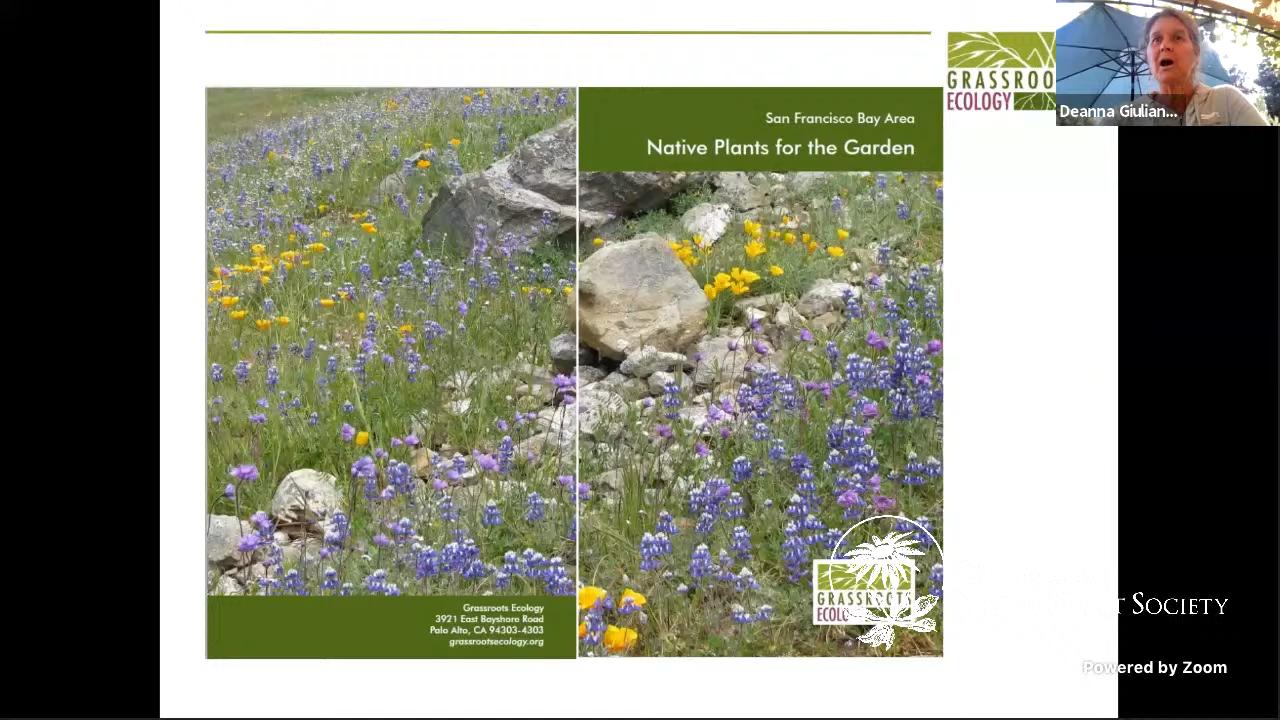 GRASSROO
ECOLOGY
Deanna Giulian...
San Francisco Bay Area
Native Plants for the Garden
GRASSROOTS
ECOLO
Grassroots Ecology
3921 East Bayshore Road
Palo Alto, CA 94303-4303
grassrootsecology.org
SOCIETY
Powered by Zoom